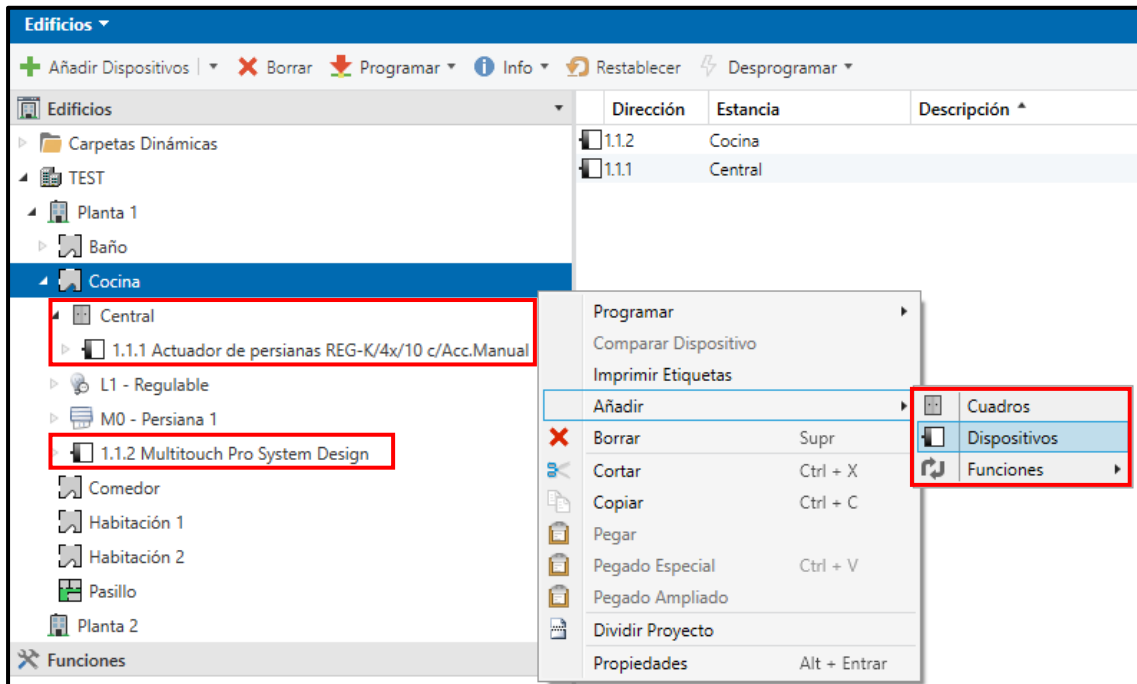 Edificios
Añadir Dispositivos Borrar Programar Info Restablecer Desprogramar
Edificios
Carpetas Dinámicas
TEST
Planta 1
Baño
Cocina
Central
1.1.1 Actuador de persianas REG-K/4x/10 c/Acc.Manual
L1 - Regulable
M0 - Persiana 1
1.1.2 Multitouch Pro System Design
Comedor
Habitación 1
Habitación 2
Pasillo
Planta 2
Funciones
Dirección Estancia Descripción
1.1.2 Cocina
1.1.1 Central
Programar
Comparar Dispositivo
Imprimir Etiquetas
Añadir
Borrar Supr
Cortar Ctrl + X
Copiar Ctrl + C
Pegar
Pegado Especial Ctrl + V
Pegado Ampliado
Dividir Proyecto
Propiedades Alt + Entrar
Cuadros
Dispositivos
Funciones